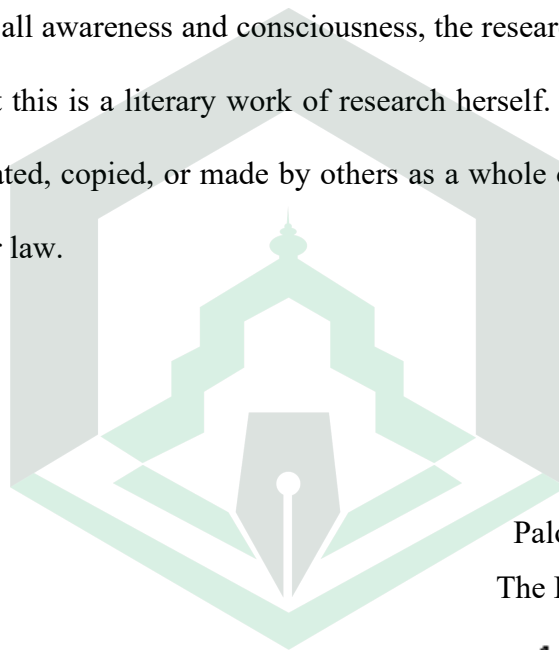 all awareness and consciousness, the resear
this is a literary work of research herself.
ated, copied, or made by others as a whole
law.
The